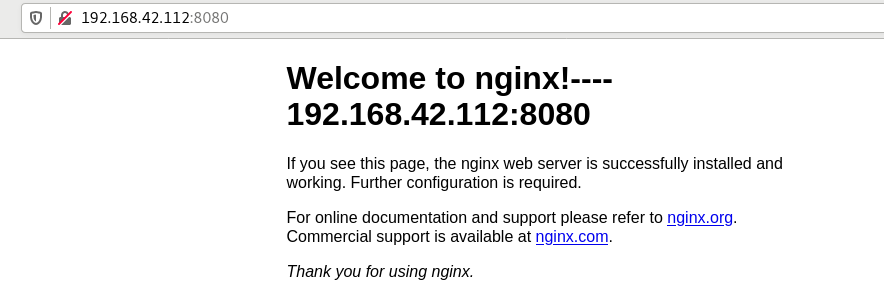 192.168.42.112:8080
Welcome to nginx!----
192.168.42.112:8080
If you see this page, the nginx web server is successfully installed and
working. Further configuration is required.
For online documentation and support please refer to nginx.org.
Commercial support is available at nginx.com.
Thank you for using nginx.